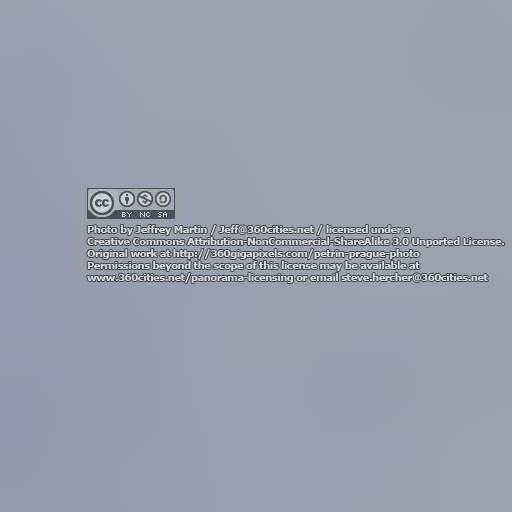 cc BY NC SA
Photo by Jeffrey Martin / Jeff@360cities.net / licensed under a
Creative Commons Attribution-NonCommercial-ShareAlike 3.0 Unported License.
Original work at http://360gigapixels.com/petrin-prague-photo
Permissions beyond the scope of this license may be available at
www.360cities.net/panorama-licensing or email steve.hercher@360cities.net